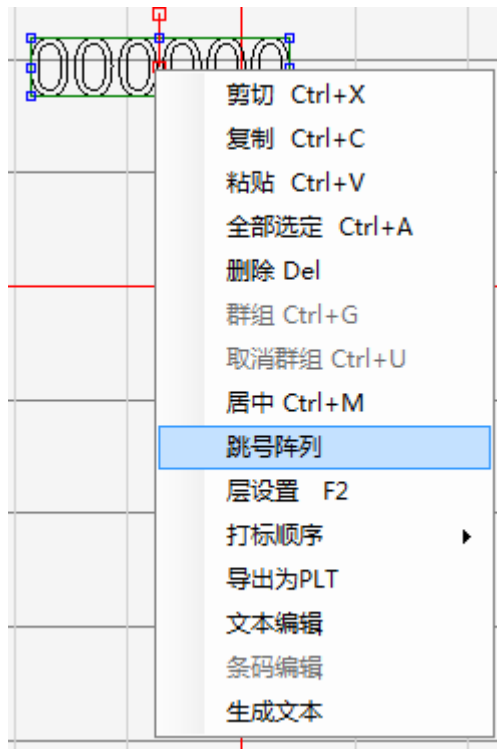 000000
剪切 Ctrl+X
复制 Ctrl+C
粘贴 Ctrl+V
全部选定 Ctrl+A
删除 Del
群组 Ctrl+G
取消群组 Ctrl+U
居中 Ctrl+M
跳号阵列
层设置 F2
打标顺序
导出为PLT
文本编辑
条码编辑
生成文本